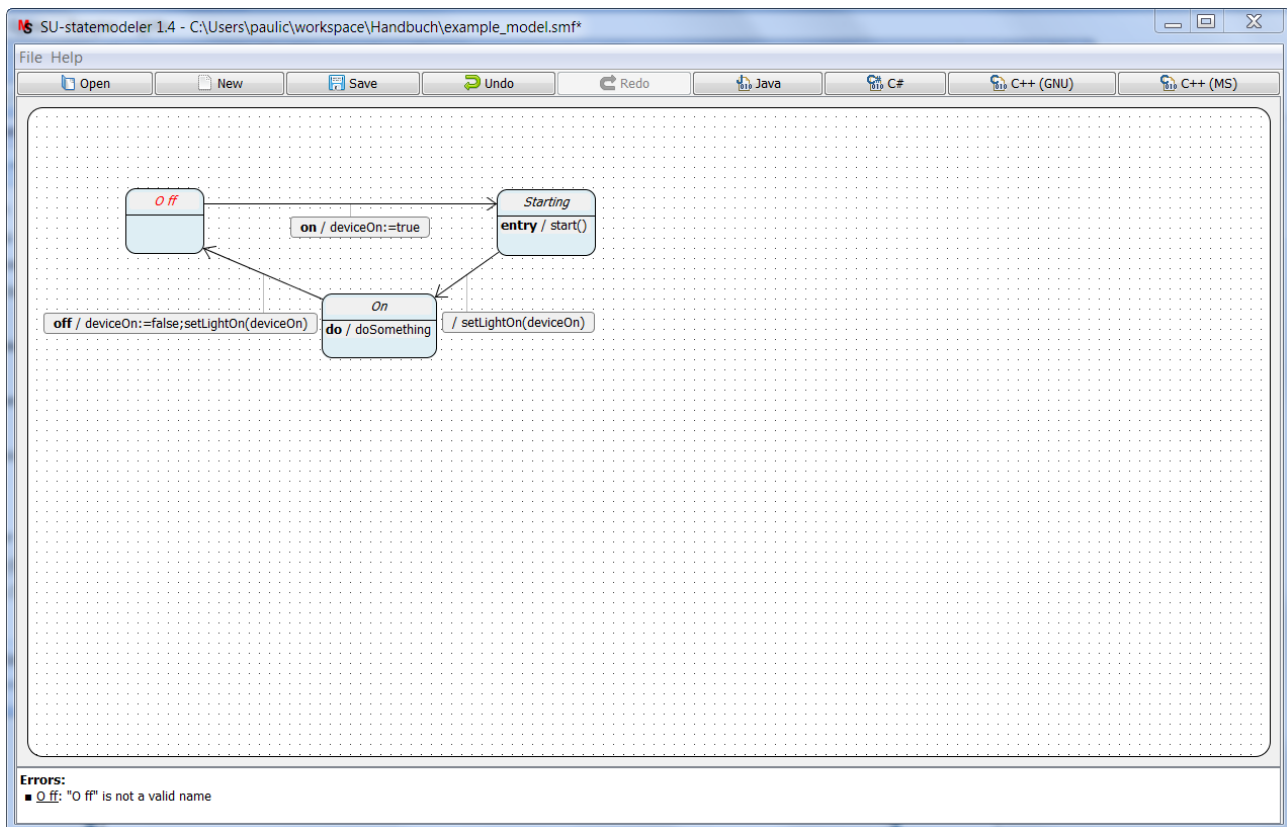 SU-statemodeler 1.4 - C:\Users\paulic\workspace\Handbuch\example_model.smf*
File Help
Open New Save Undo Redo Java C# C++ (GNU) C++ (MS)
O ff
Starting
on / deviceOn:=true
entry / start()
On
off / deviceOn:=false;setLightOn(deviceOn)
do / doSomething
/ setLightOn(deviceOn)
Errors:
▪ O ff: "O ff" is not a valid name